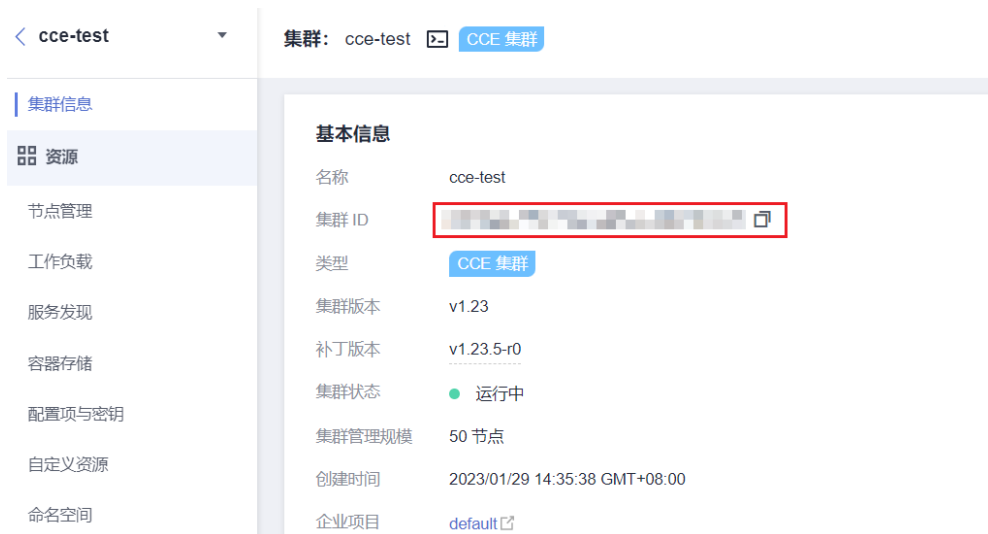 cce-test
集群信息
资源
节点管理
工作负载
服务发现
容器存储
配置项与密钥
自定义资源
命名空间
集群： cce-test CCE 集群
基本信息
名称 cce-test
集群 ID
类型 CCE 集群
集群版本 v1.23
补丁版本 v1.23.5-r0
集群状态 运行中
集群管理规模 50 节点
创建时间 2023/01/29 14:35:38 GMT+08:00
企业项目 default